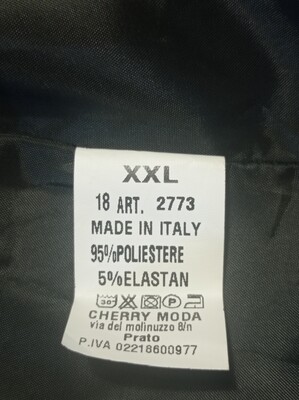 XXL
18 ART. 2773
MADE IN ITALY
95%POLIESTERE
5%ELASTAN
30° P
CHERRY MODA
via del molinuzzo 8/n
Prato
P.IVA 02218600977